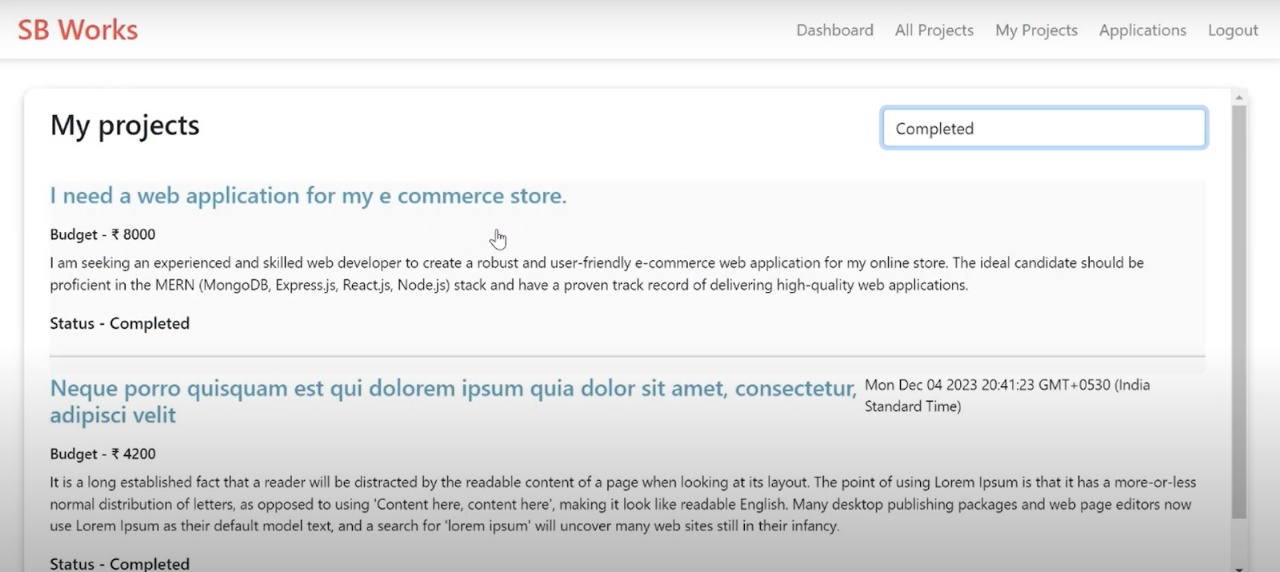 SB Works
Dashboard All Projects My Projects Applications Logout
My projects
Completed
I need a web application for my e commerce store.
Budget - ₹ 8000
I am seeking an experienced and skilled web developer to create a robust and user-friendly e-commerce web application for my online store. The ideal candidate should be
proficient in the MERN (MongoDB, Express.js, React.js, Node.js) stack and have a proven track record of delivering high-quality web applications.
Status - Completed
Neque porro quisquam est qui dolorem ipsum quia dolor sit amet, consectetur,
adipisci velit
Mon Dec 04 2023 20:41:23 GMT+0530 (India
Standard Time)
Budget - ₹ 4200
It is a long established fact that a reader will be distracted by the readable content of a page when looking at its layout. The point of using Lorem Ipsum is that it has a more-or-less
normal distribution of letters, as opposed to using 'Content here, content here', making it look like readable English. Many desktop publishing packages and web page editors now
use Lorem Ipsum as their default model text, and a search for 'lorem ipsum' will uncover many web sites still in their infancy.
Status - Completed